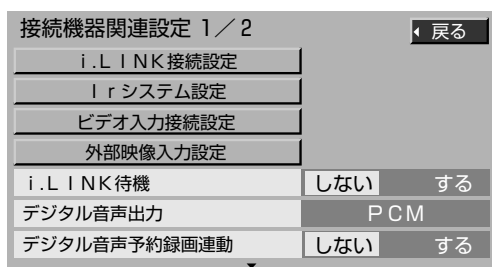 接続機器関連設定 1／2 戻る
i.LINK接続設定
Irシステム設定
ビデオ入力接続設定
外部映像入力設定
i.LINK待機 しない する
デジタル音声出力 PCM
デジタル音声予約録画連動 しない する